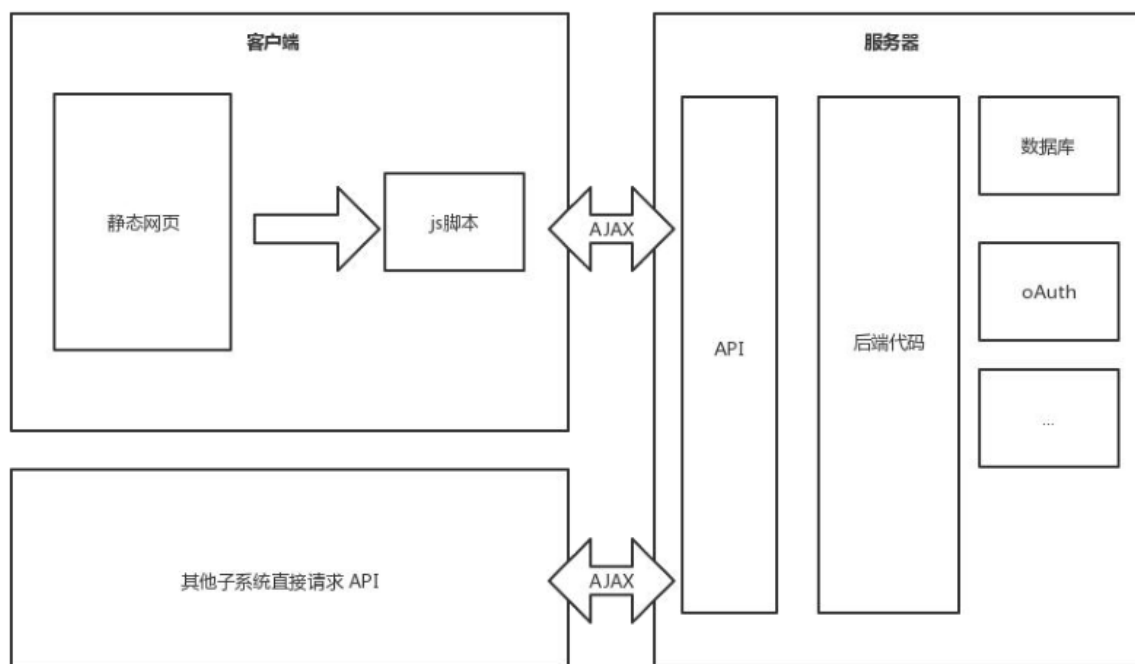 客户端
静态网页
js脚本
AJAX
服务器
API
后端代码
数据库
oAuth
...
其他子系统直接请求 API
AJAX